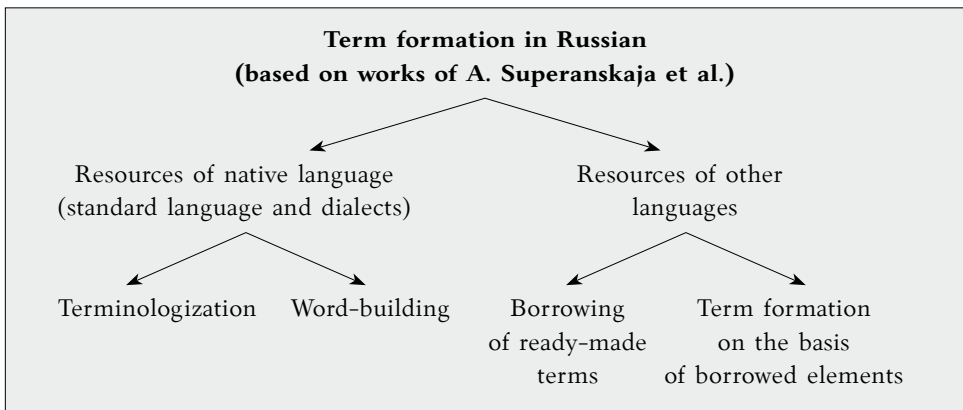 Term formation in Russian
(based on works of A. Superanskaja et al.)
Resources of native language
(standard language and dialects)
Resources of other
languages
Terminologization
Word-building
Borrowing
of ready-made
terms
Term formation
on the basis
of borrowed elements